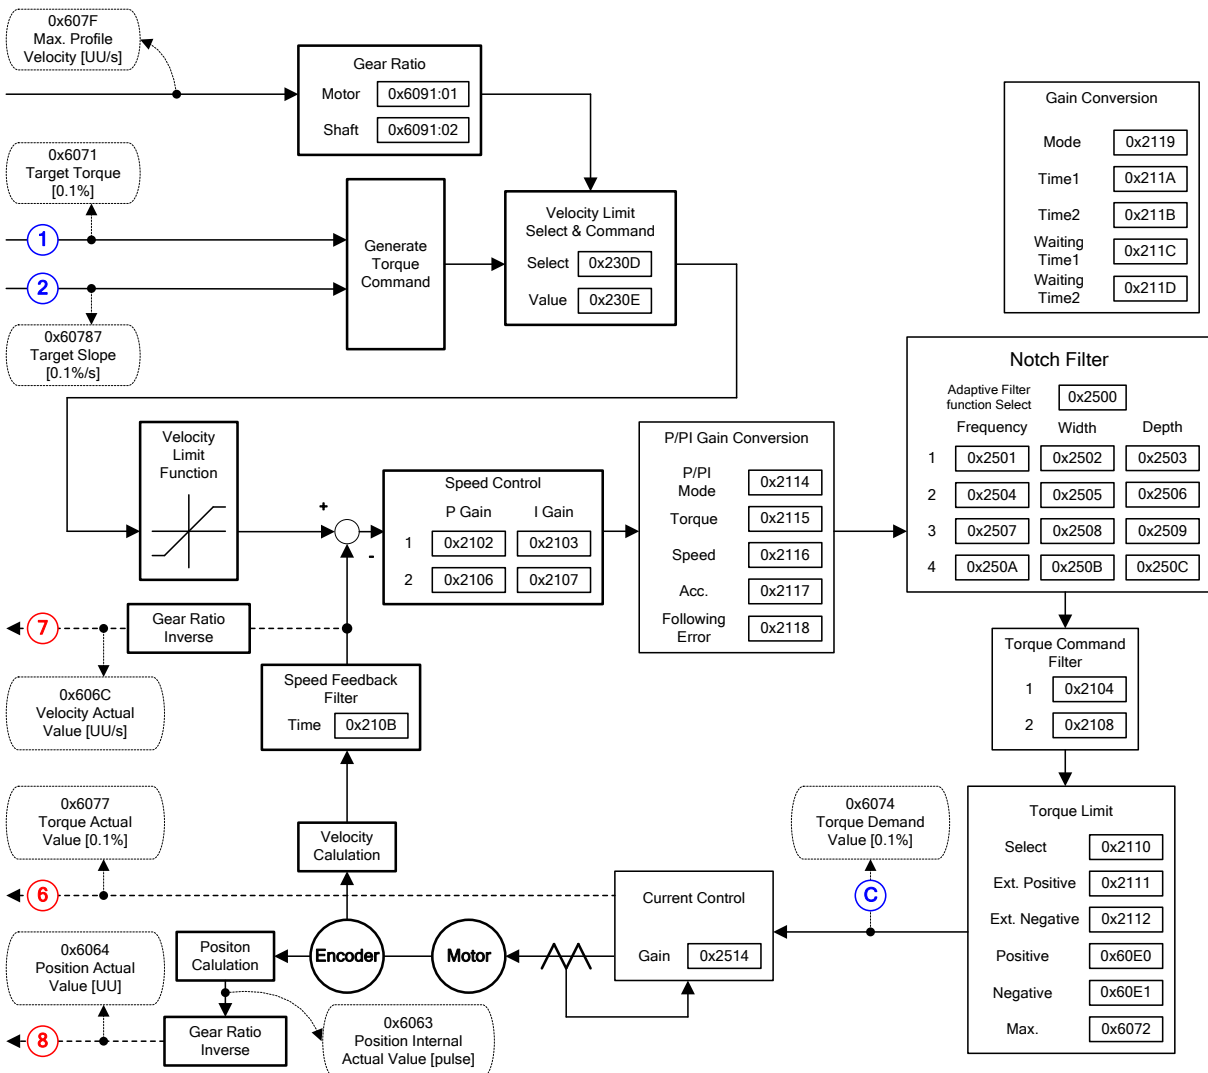 0x607F
Max. Profile
Velocity [UU/s]
Gear Ratio
Motor 0x6091:01
Shaft 0x6091:02
Gain Conversion
Mode 0x2119
Time1 0x211A
Time2 0x211B
Waiting
Time1 0x211C
Waiting
Time2 0x211D
0x6071
Target Torque
[0.1%]
1
2
0x60787
Target Slope
[0.1%/s]
Generate
Torque
Command
Velocity Limit
Select & Command
Select 0x230D
Value 0x230E
Notch Filter
Adaptive Filter
function Select 0x2500
Frequency Width Depth
1 0x2501 0x2502 0x2503
2 0x2504 0x2505 0x2506
3 0x2507 0x2508 0x2509
4 0x250A 0x250B 0x250C
Velocity
Limit
Function
+
-
Speed Control
P Gain I Gain
1 0x2102 0x2103
2 0x2106 0x2107
P/PI Gain Conversion
P/PI
Mode 0x2114
Torque 0x2115
Speed 0x2116
Acc. 0x2117
Following
Error 0x2118
7
Gear Ratio
Inverse
0x606C
Velocity Actual
Value [UU/s]
Speed Feedback
Filter
Time 0x210B
Torque Command
Filter
1 0x2104
2 0x2108
0x6077
Torque Actual
Value [0.1%]
Velocity
Calulation
0x6074
Torque Demand
Value [0.1%]
Torque Limit
Select 0x2110
Ext. Positive 0x2111
Ext. Negative 0x2112
Positive 0x60E0
Negative 0x60E1
Max. 0x6072
6
C
Current Control
Gain 0x2514
0x6064
Position Actual
Value [UU]
Positon
Calulation
Encoder
Motor
8
Gear Ratio
Inverse
0x6063
Position Internal
Actual Value [pulse]